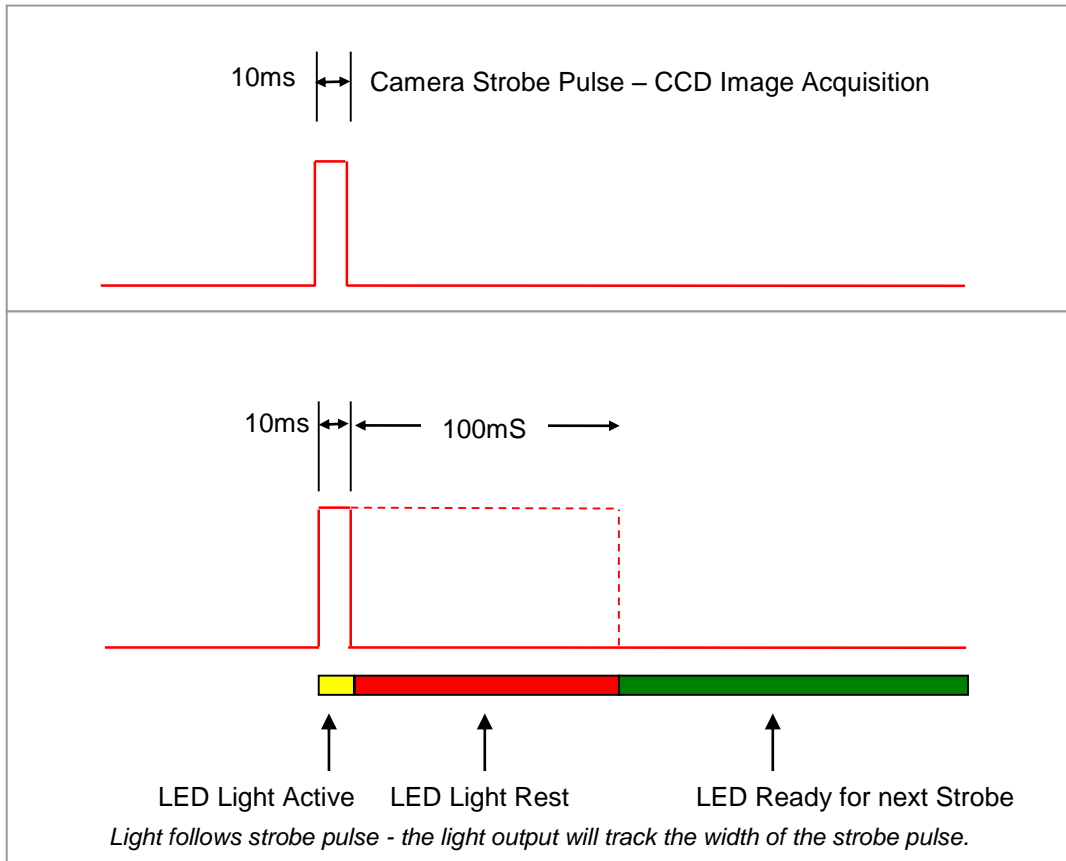 10ms
Camera Strobe Pulse – CCD Image Acquisition
10ms
100mS
LED Light Active
LED Light Rest
LED Ready for next Strobe
Light follows strobe pulse - the light output will track the width of the strobe pulse.